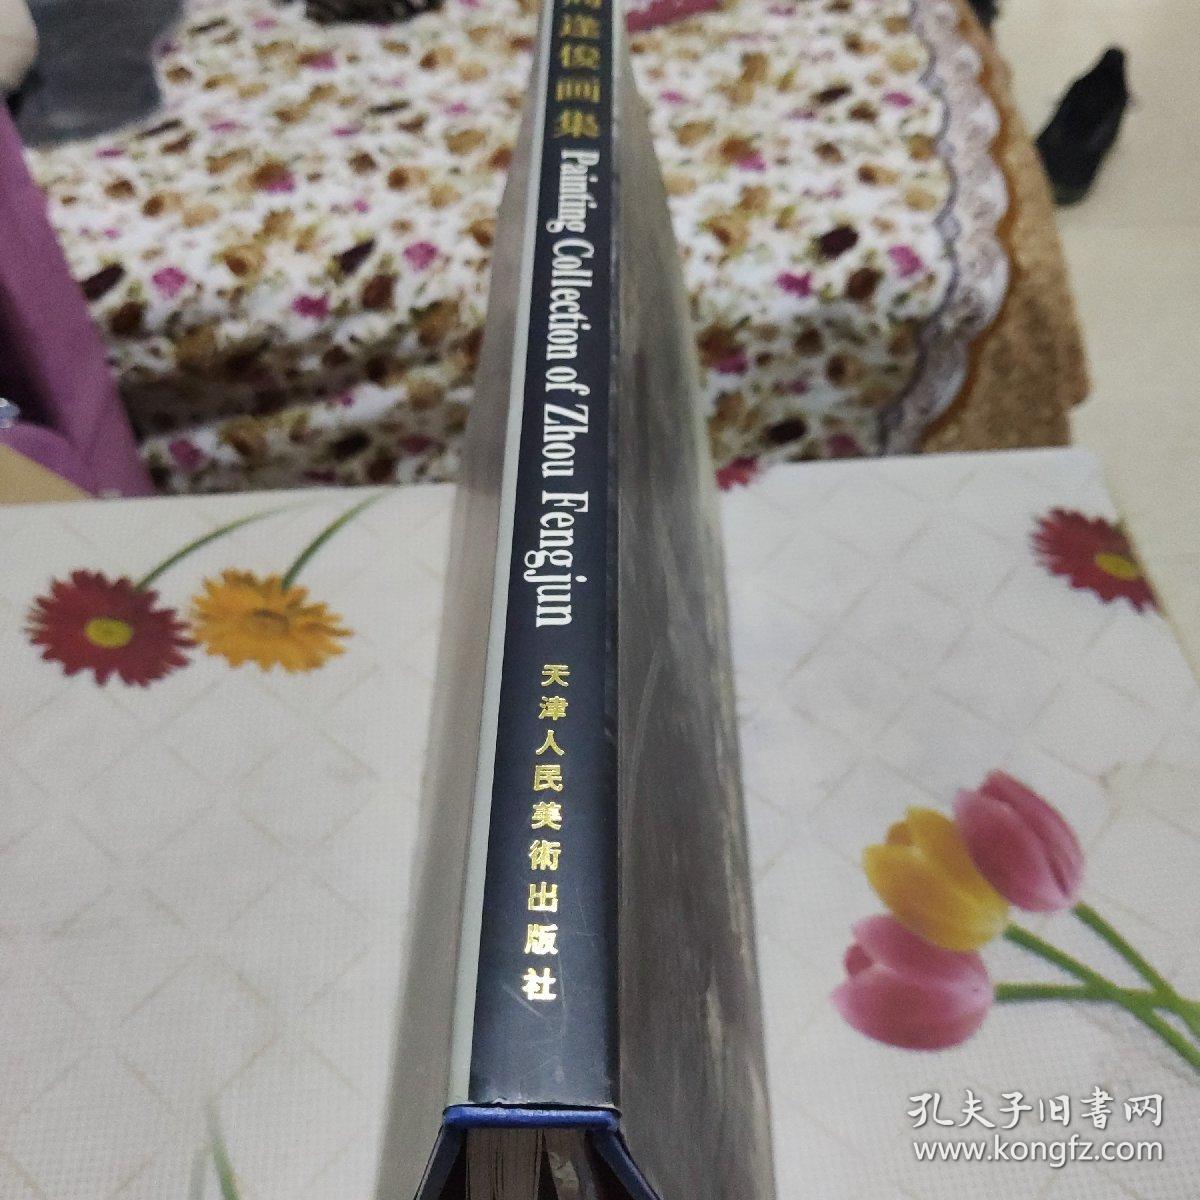 周逢俊画集 Painting Collection of Zhou Fengjun 天津人民美術出版社
孔夫子旧書网
www.kongfz.com